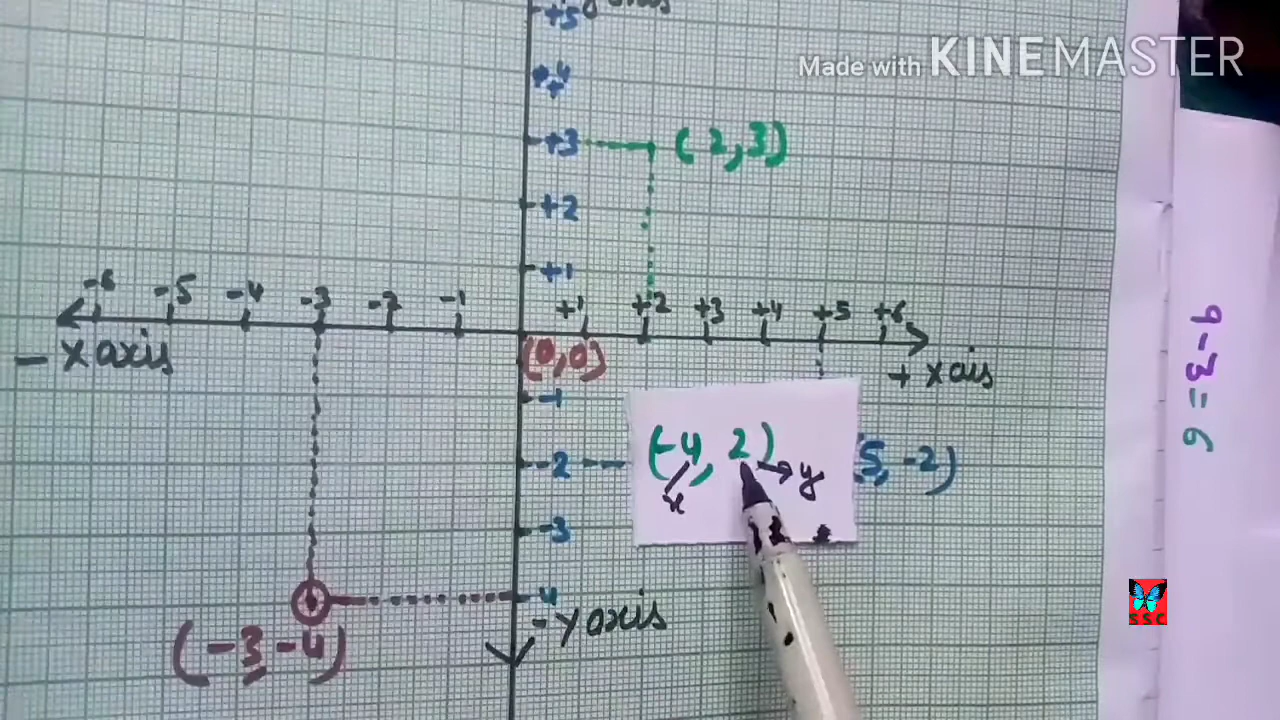 +5
Made with KINEMASTER
+4
+3 (2,3)
+2
+1
-6 -5 -4 -3 -2 -1 +1 +2 +3 +4 +5 +6
- X axis
(0,0)
+ X ais
-1
(-4, 2)
x → y
-2
5, -2)
-3
-4
- y axis
(-3,-4)
9-3=6
SSC